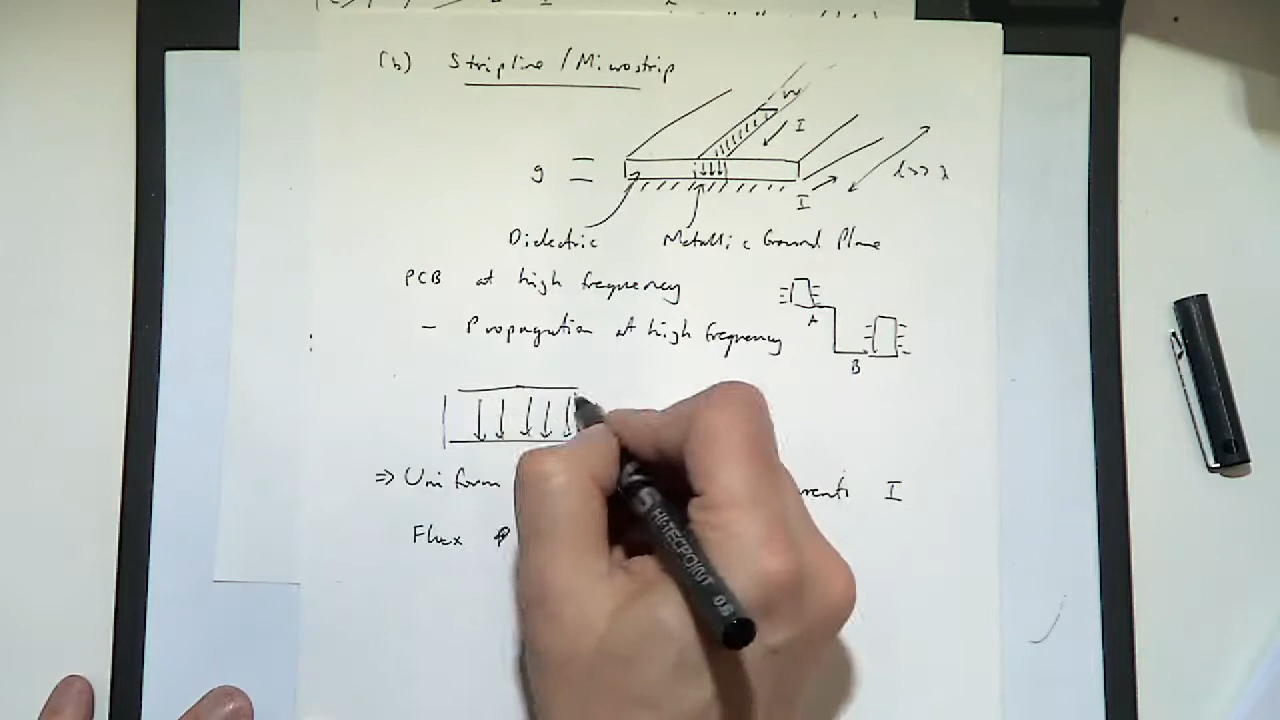 (b) Stripline / Microstrip
w
I
g
l >> λ
I
Dielectric Metallic Ground Plane
PCB at high frequency
A
- Propagation at high frequency
B
=> Uniform I
Flux
HI-TECPOINT 0.5